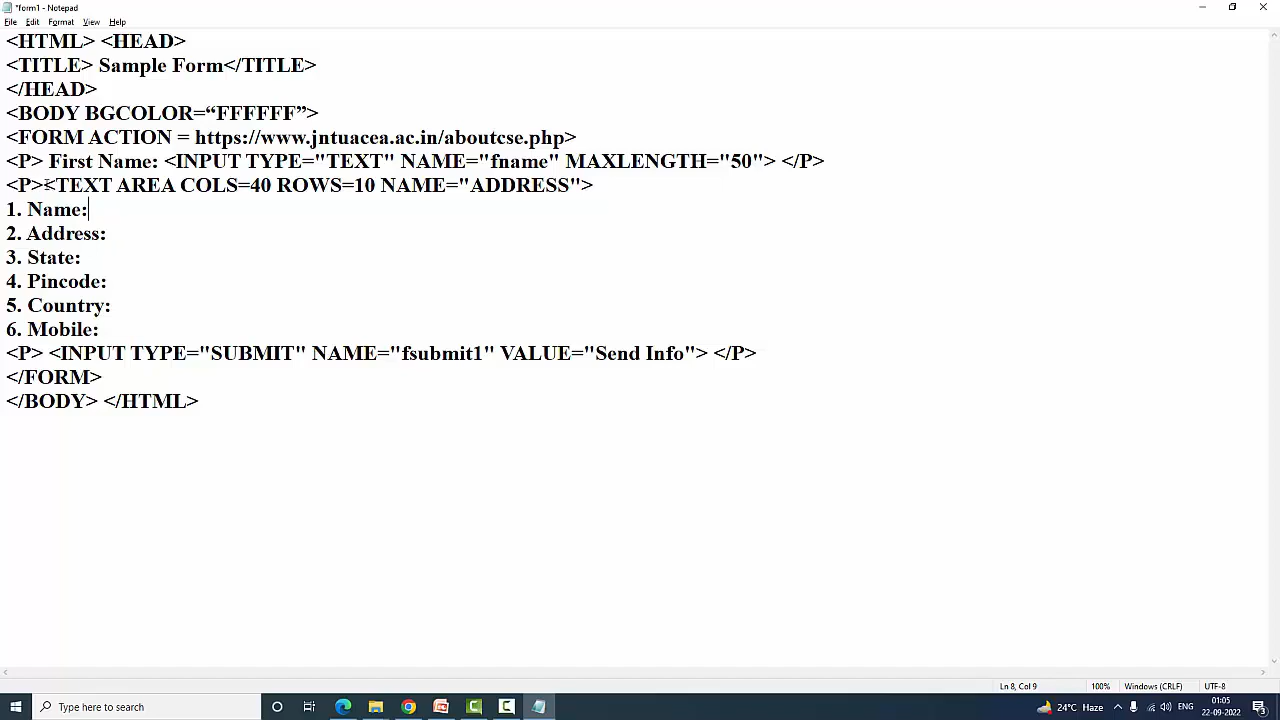 *form1 - Notepad
File Edit Format View Help
<HTML> <HEAD>
<TITLE> Sample Form</TITLE>
</HEAD>
<BODY BGCOLOR=“FFFFFF”>
<FORM ACTION = https://www.jntuacea.ac.in/aboutcse.php>
<P> First Name: <INPUT TYPE="TEXT" NAME="fname" MAXLENGTH="50"> </P>
<P><TEXT AREA COLS=40 ROWS=10 NAME="ADDRESS">
1. Name:
2. Address:
3. State:
4. Pincode:
5. Country:
6. Mobile:
<P> <INPUT TYPE="SUBMIT" NAME="fsubmit1" VALUE="Send Info"> </P>
</FORM>
</BODY> </HTML>
Ln 8, Col 9 100% Windows (CRLF) UTF-8
Type here to search
24°C Haze
ENG
01:05
22-09-2022
3